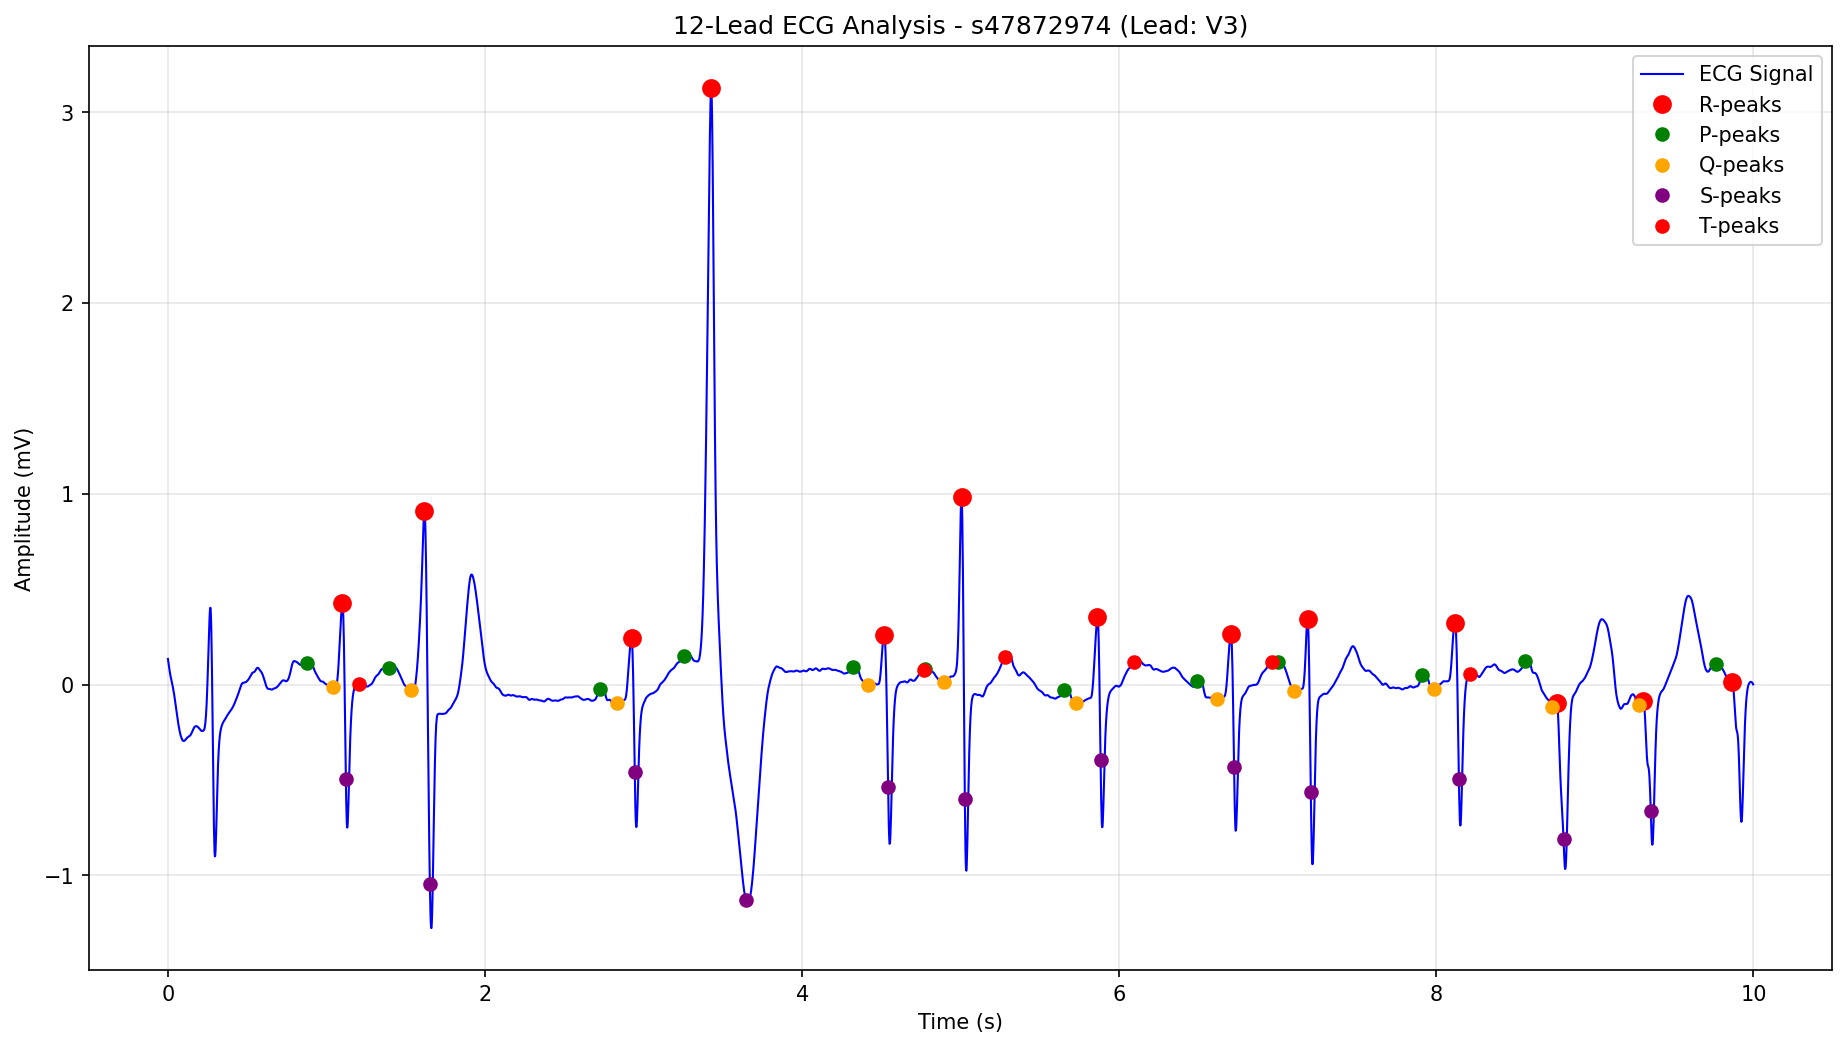 12-Lead ECG Analysis - s47872974 (Lead: V3)
ECG Signal
R-peaks
P-peaks
Q-peaks
S-peaks
T-peaks
Amplitude (mV)
3
2
1
0
−1
0
2
4
6
8
10
Time (s)